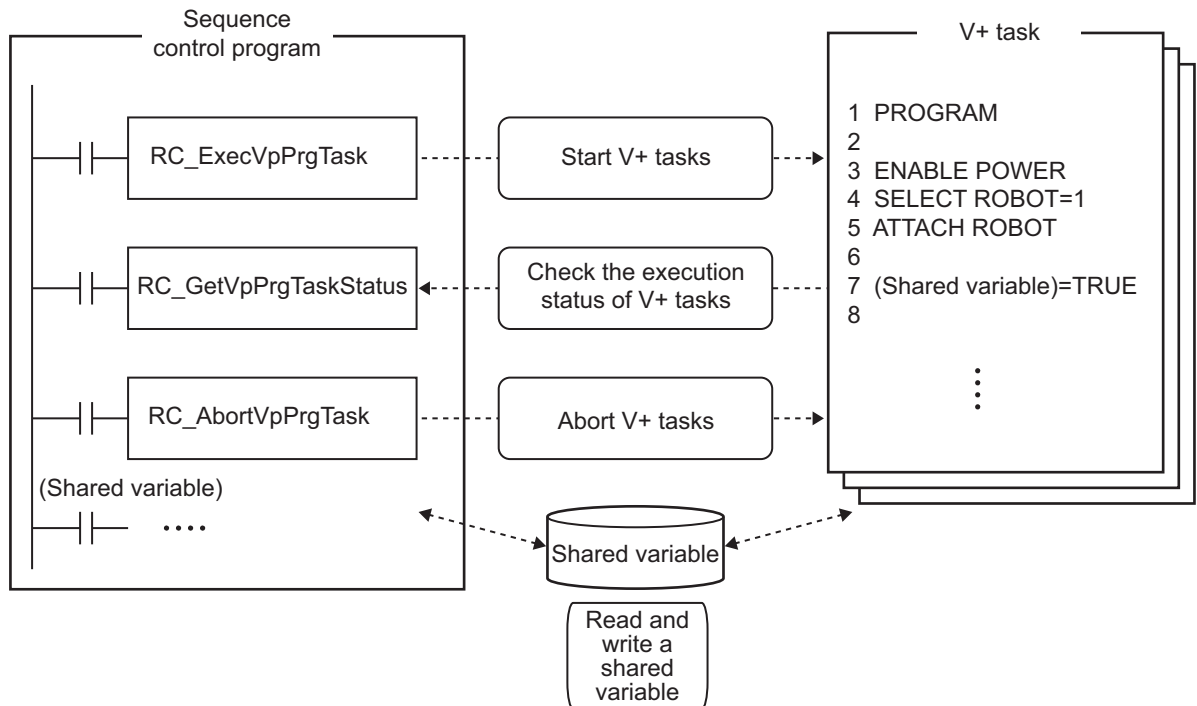 Sequence
control program
RC_ExecVpPrgTask
RC_GetVpPrgTaskStatus
RC_AbortVpPrgTask
(Shared variable)
Start V+ tasks
Check the execution
status of V+ tasks
Abort V+ tasks
Shared variable
Read and
write a
shared
variable
V+ task
1 PROGRAM
2
3 ENABLE POWER
4 SELECT ROBOT=1
5 ATTACH ROBOT
6
7 (Shared variable)=TRUE
8